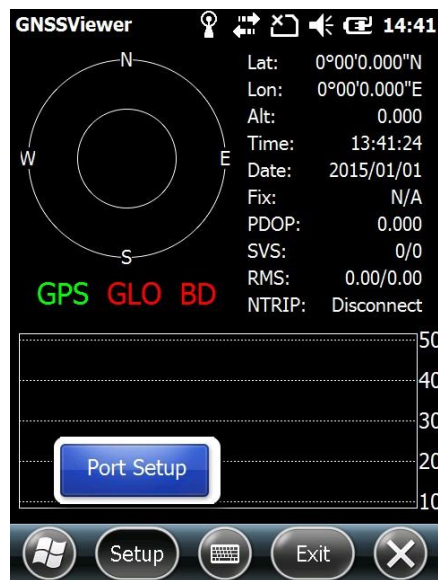 GNSSViewer 14:41
N
W
E
S
GPS GLO BD
Lat: 0°00'0.000"N
Lon: 0°00'0.000"E
Alt: 0.000
Time: 13:41:24
Date: 2015/01/01
Fix: N/A
PDOP: 0.000
SVS: 0/0
RMS: 0.00/0.00
NTRIP: Disconnect
50
40
30
20
10
Port Setup
Setup Exit